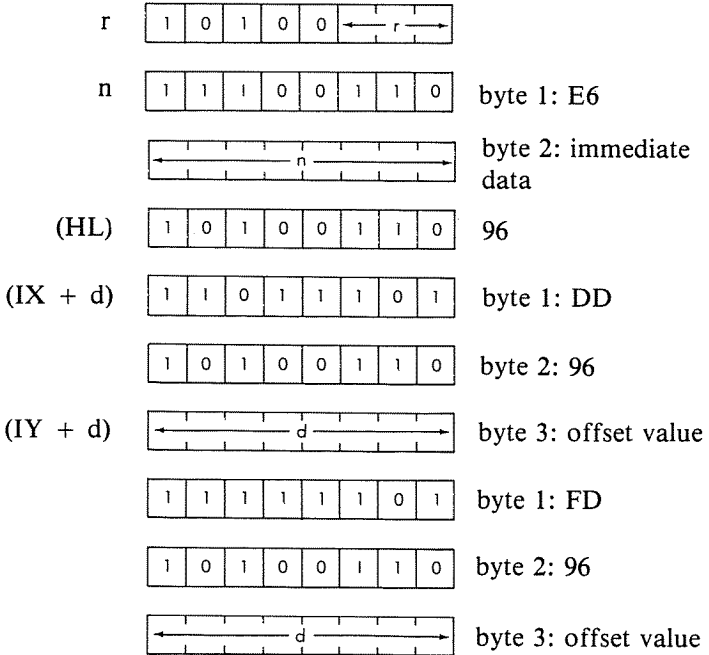 r 1 0 1 0 0 r
n 1 1 1 0 0 1 1 0 byte 1: E6
n byte 2: immediate
data
(HL) 1 0 1 0 0 1 1 0 96
(IX + d) 1 1 0 1 1 1 0 1 byte 1: DD
1 0 1 0 0 1 1 0 byte 2: 96
(IY + d) d byte 3: offset value
1 1 1 1 1 1 0 1 byte 1: FD
1 0 1 0 0 1 1 0 byte 2: 96
d byte 3: offset value